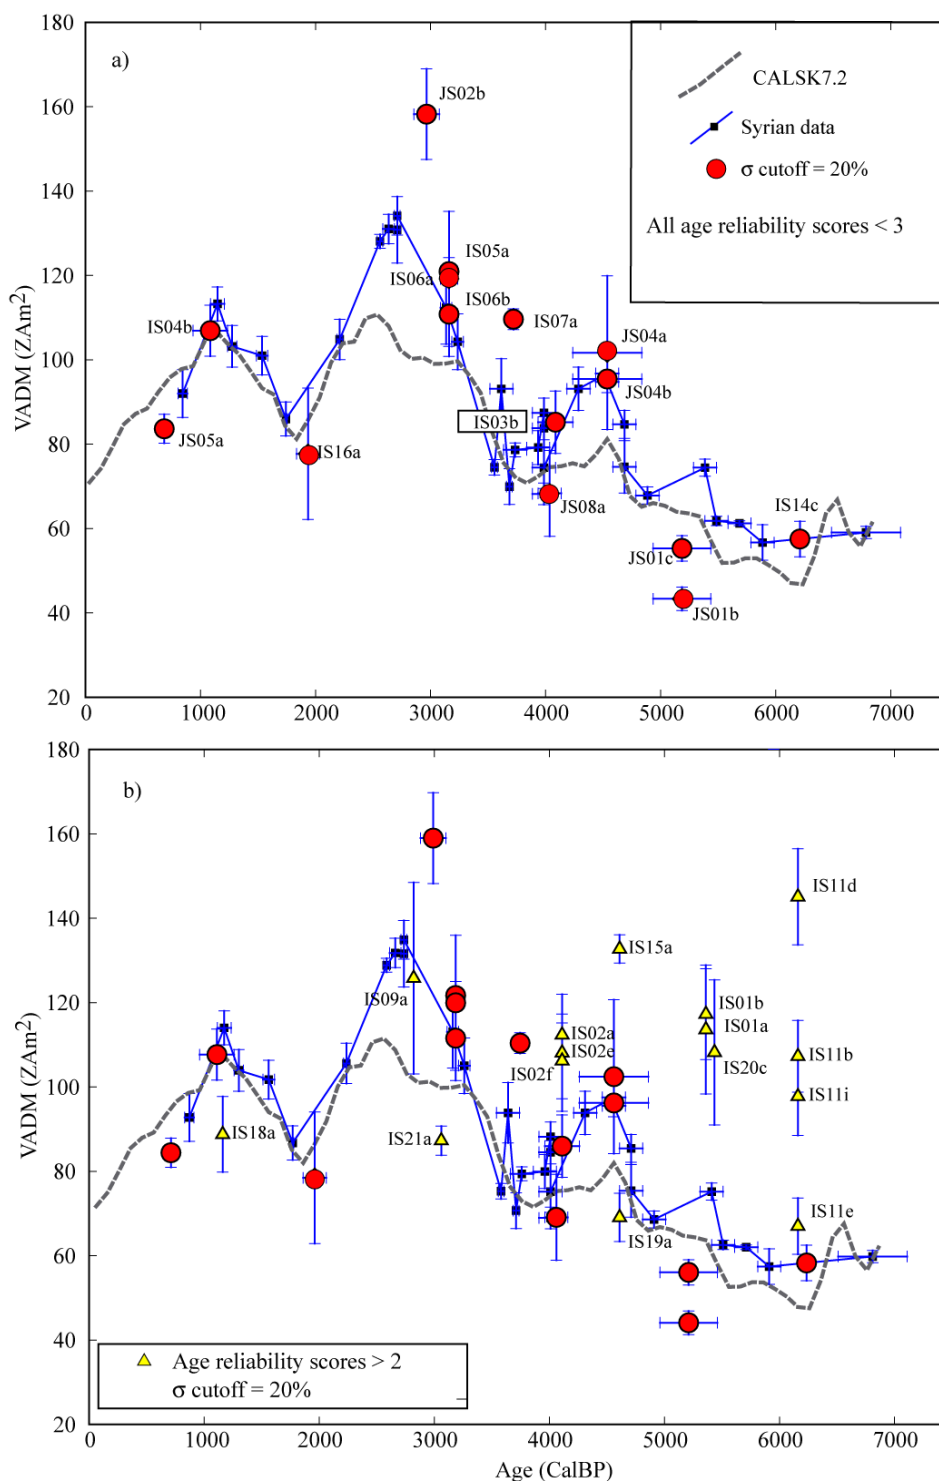 180
160
140
120
100
80
60
40
20
VADM (ZAm²)
a)
CALSK7.2
Syrian data
σ cutoff = 20%
All age reliability scores < 3
JS02b
IS05a
IS06a
IS06b
IS07a
IS04b
JS05a
IS16a
JS04a
JS04b
IS03b
JS08a
IS14c
JS01c
JS01b
0 1000 2000 3000 4000 5000 6000 7000
180
160
140
120
100
80
60
40
20
VADM (ZAm²)
b)
IS11d
IS15a
IS09a
IS01b
IS01a
IS20c
IS02a
IS02e
IS02f
IS11b
IS11i
IS18a
IS21a
IS19a
IS11e
Age reliability scores > 2
σ cutoff = 20%
0 1000 2000 3000 4000 5000 6000 7000
Age (CalBP)